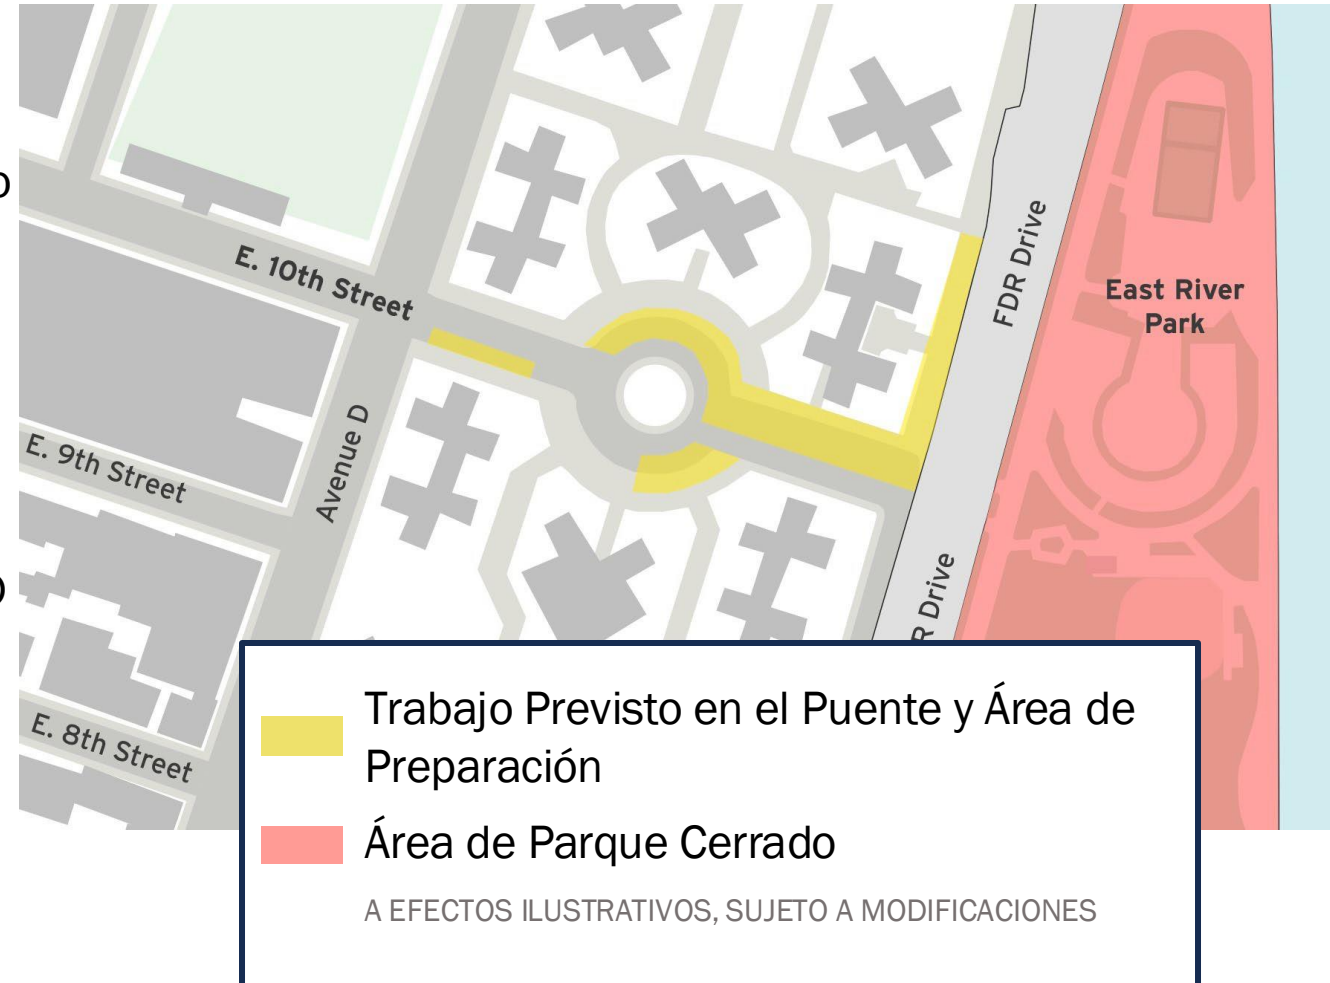 E. 10th Street
FDR Drive
East River
Park
Avenue D
E. 9th Street
R Drive
E. 8th Street
Trabajo Previsto en el Puente y Área de
Preparación
Área de Parque Cerrado
A EFECTOS ILUSTRATIVOS, SUJETO A MODIFICACIONES